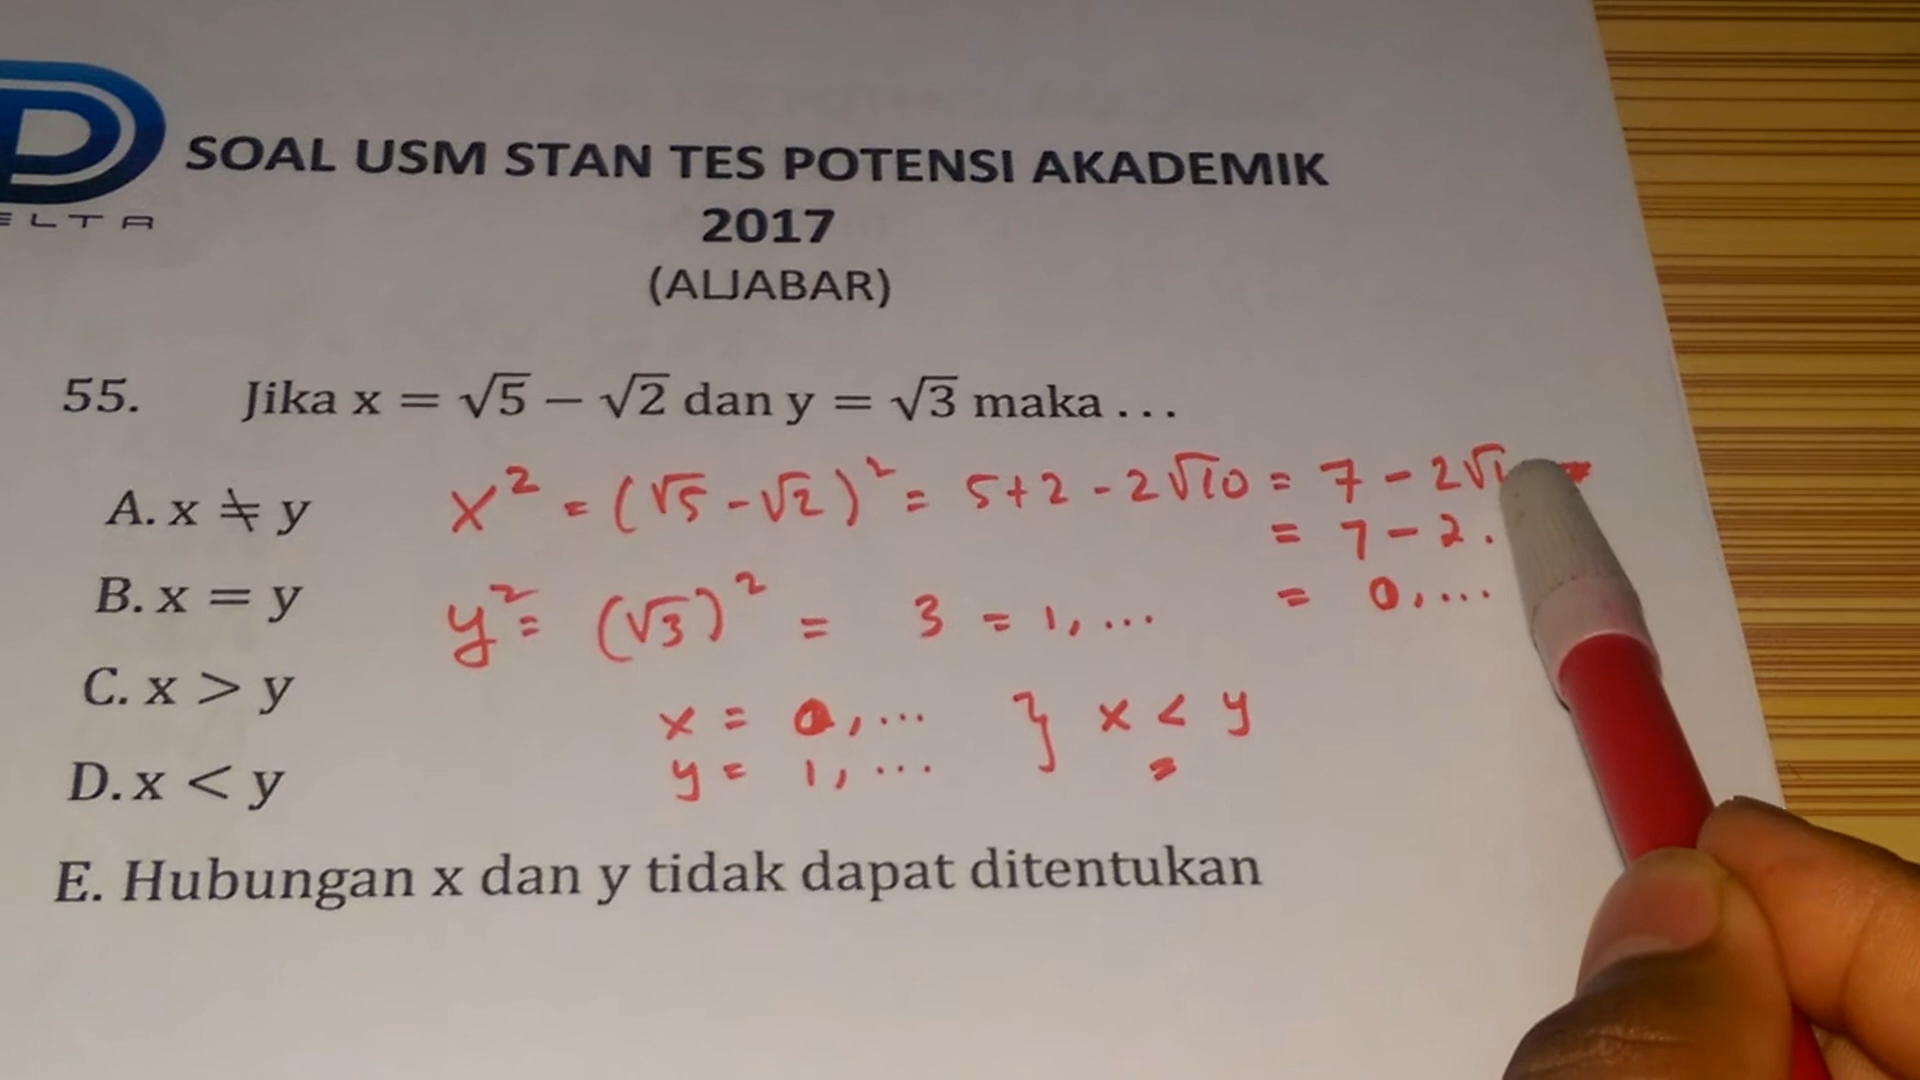 ELTA
SOAL USM STAN TES POTENSI AKADEMIK
2017
(ALJABAR)
55. Jika x = √5 − √2 dan y = √3 maka ...
x² = (√5 - √2)² = 5+2 - 2√10 = 7 - 2√1
= 7 - 2.
= 0,...
A. x ≠ y
B. x = y
y² = (√3)² = 3 = 1, ...
C. x > y
x = 0, ... } x < y
y = 1, ...
D. x < y
E. Hubungan x dan y tidak dapat ditentukan